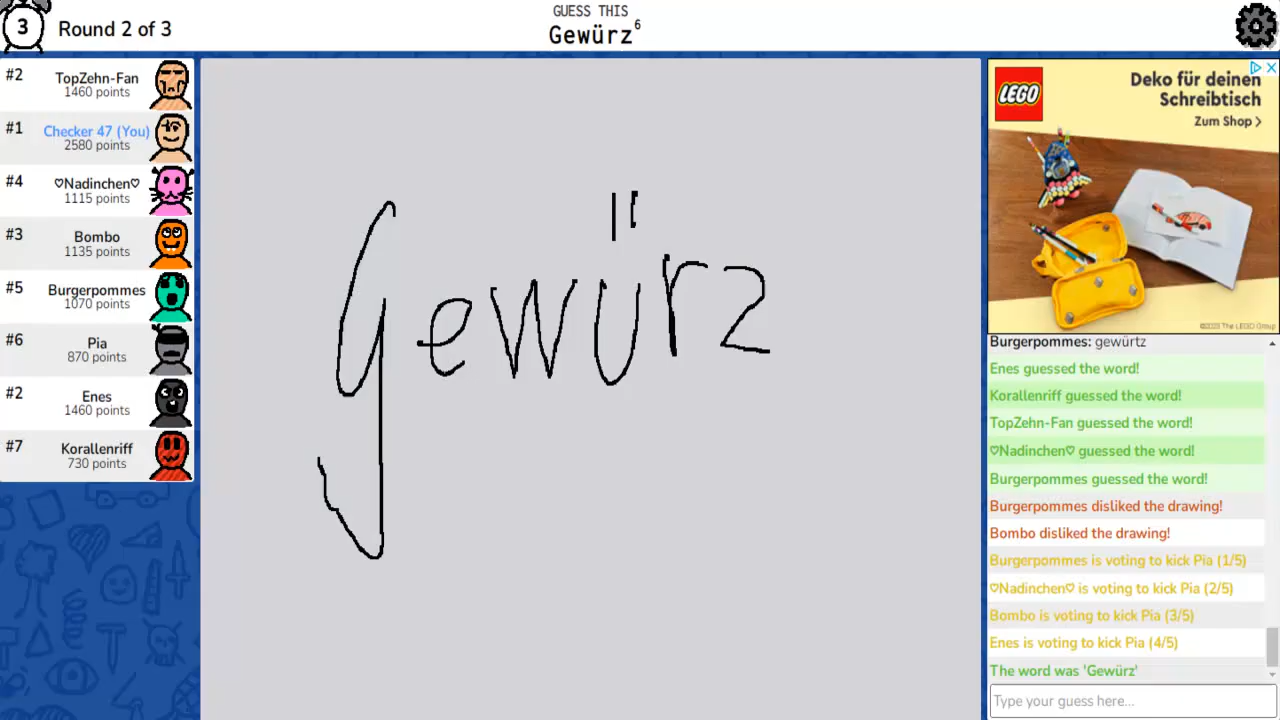 3
Round 2 of 3
GUESS THIS
Gewürz⁶
#2 TopZehn-Fan
1460 points
#1 Checker 47 (You)
2580 points
#4 ♡Nadinchen♡
1115 points
#3 Bombo
1135 points
#5 Burgerpommes
1070 points
#6 Pia
870 points
#2 Enes
1460 points
#7 Korallenriff
730 points
Gewürz
LEGO
Deko für deinen
Schreibtisch
Zum Shop >
©2023 The LEGO Group
Burgerpommes: gewürtz
Enes guessed the word!
Korallenriff guessed the word!
TopZehn-Fan guessed the word!
♡Nadinchen♡ guessed the word!
Burgerpommes guessed the word!
Burgerpommes disliked the drawing!
Bombo disliked the drawing!
Burgerpommes is voting to kick Pia (1/5)
♡Nadinchen♡ is voting to kick Pia (2/5)
Bombo is voting to kick Pia (3/5)
Enes is voting to kick Pia (4/5)
The word was 'Gewürz'
Type your guess here...